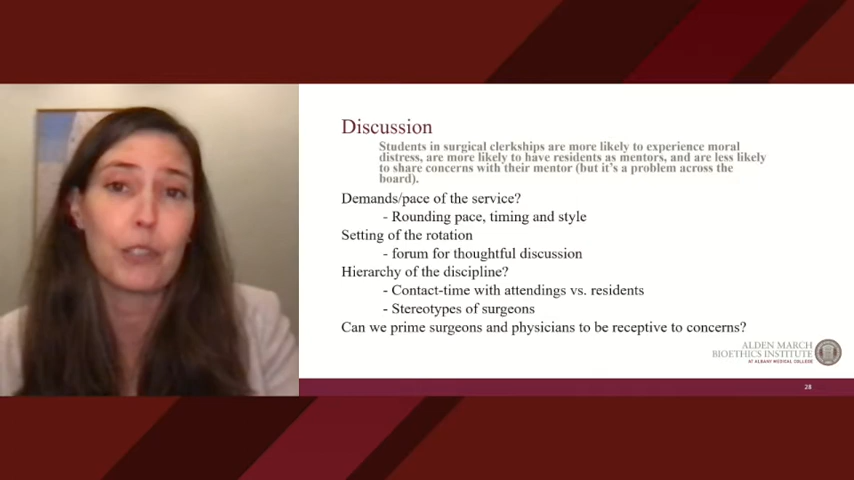 Discussion
Students in surgical clerkships are more likely to experience moral
distress, are more likely to have residents as mentors, and are less likely
to share concerns with their mentor (but it's a problem across the
board).
Demands/pace of the service?
- Rounding pace, timing and style
Setting of the rotation
- forum for thoughtful discussion
Hierarchy of the discipline?
- Contact-time with attendings vs. residents
- Stereotypes of surgeons
Can we prime surgeons and physicians to be receptive to concerns?
ALDEN MARCH
BIOETHICS INSTITUTE
AT ALBANY MEDICAL COLLEGE
28